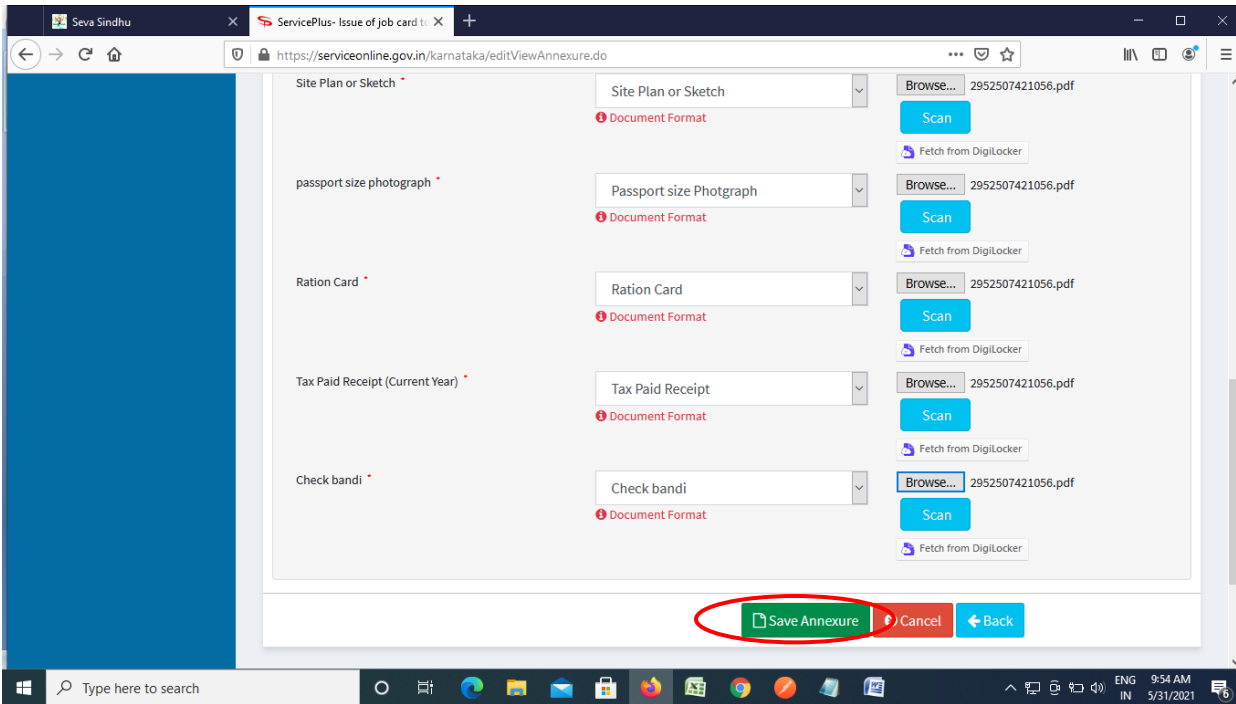 Seva Sindhu
ServicePlus- Issue of job card to
https://serviceonline.gov.in/karnataka/editViewAnnexure.do
Site Plan or Sketch *
Site Plan or Sketch
Browse... 2952507421056.pdf
Document Format
Scan
Fetch from DigiLocker
passport size photograph *
Passport size Photgraph
Browse... 2952507421056.pdf
Document Format
Scan
Fetch from DigiLocker
Ration Card *
Ration Card
Browse... 2952507421056.pdf
Document Format
Scan
Fetch from DigiLocker
Tax Paid Receipt (Current Year) *
Tax Paid Receipt
Browse... 2952507421056.pdf
Document Format
Scan
Fetch from DigiLocker
Check bandi *
Check bandi
Browse... 2952507421056.pdf
Document Format
Scan
Fetch from DigiLocker
Save Annexure Cancel Back
Type here to search
ENG 9:54 AM
IN 5/31/2021
6